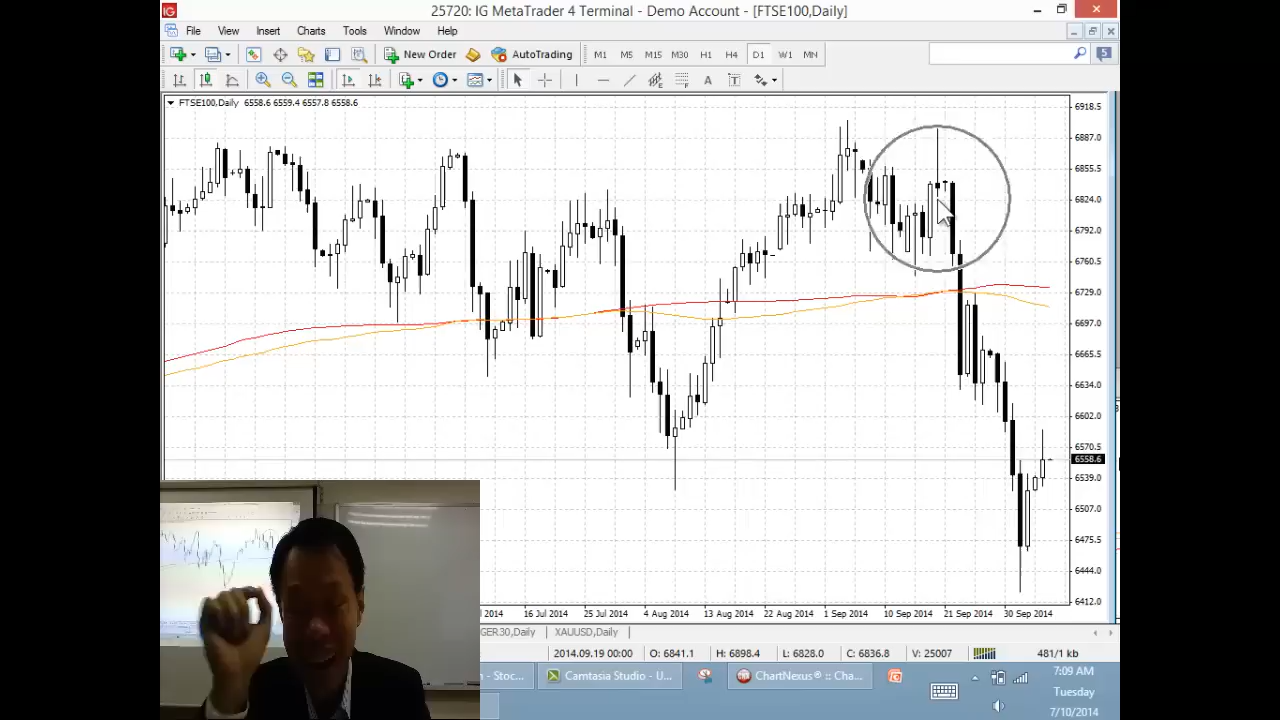 IG 25720: IG MetaTrader 4 Terminal - Demo Account - [FTSE100,Daily]
File View Insert Charts Tools Window Help
New Order AutoTrading M1 M5 M15 M30 H1 H4 D1 W1 MN 5
A T
FTSE100,Daily 6558.6 6559.4 6557.8 6558.6
6918.5
6887.0
6855.5
6824.0
6792.0
6760.5
6729.0
6697.0
6665.5
6634.0
6602.0
6570.5
6558.6
6539.0
6507.0
6475.5
6444.0
6412.0
2014 16 Jul 2014 25 Jul 2014 4 Aug 2014 13 Aug 2014 22 Aug 2014 1 Sep 2014 10 Sep 2014 21 Sep 2014 30 Sep 2014
GER30,Daily XAUUSD,Daily
2014.09.19 00:00 O: 6841.1 H: 6898.4 L: 6828.0 C: 6836.8 V: 25007 481/1 kb
- Stoc... Camtasia Studio - U... ChartNexus® :: Cha...
7:09 AM
Tuesday
7/10/2014